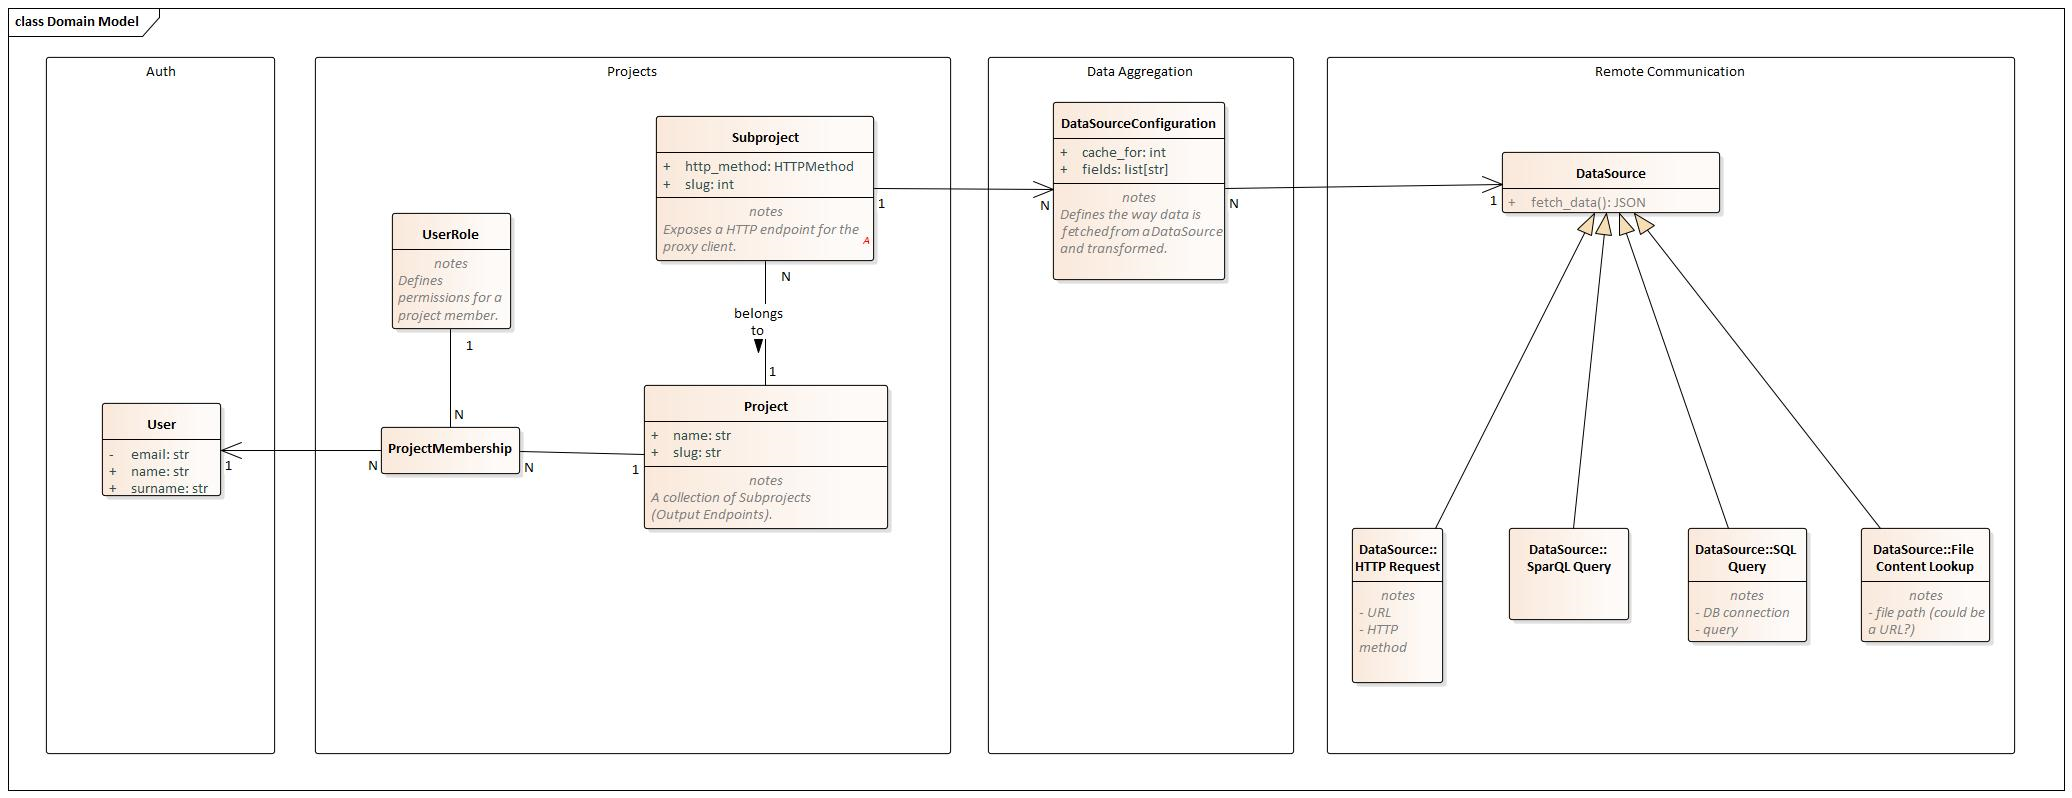 class Domain Model
Auth
User
- email: str
+ name: str
+ surname: str
1
N
Projects
UserRole
notes
Defines
permissions for a
project member.
1
N
ProjectMembership
N
1
Subproject
+ http_method: HTTPMethod
+ slug: int
notes
Exposes a HTTP endpoint for the
proxy client.
A
N
belongs
to
1
Project
+ name: str
+ slug: str
notes
A collection of Subprojects
(Output Endpoints).
1
N
Data Aggregation
DataSourceConfiguration
+ cache_for: int
+ fields: list[str]
notes
Defines the way data is
fetched from a DataSource
and transformed.
N
1
Remote Communication
DataSource
+ fetch_data(): JSON
DataSource::
HTTP Request
notes
- URL
- HTTP
method
DataSource::
SparQL Query
DataSource::SQL
Query
notes
- DB connection
- query
DataSource::File
Content Lookup
notes
- file path (could be
a URL?)